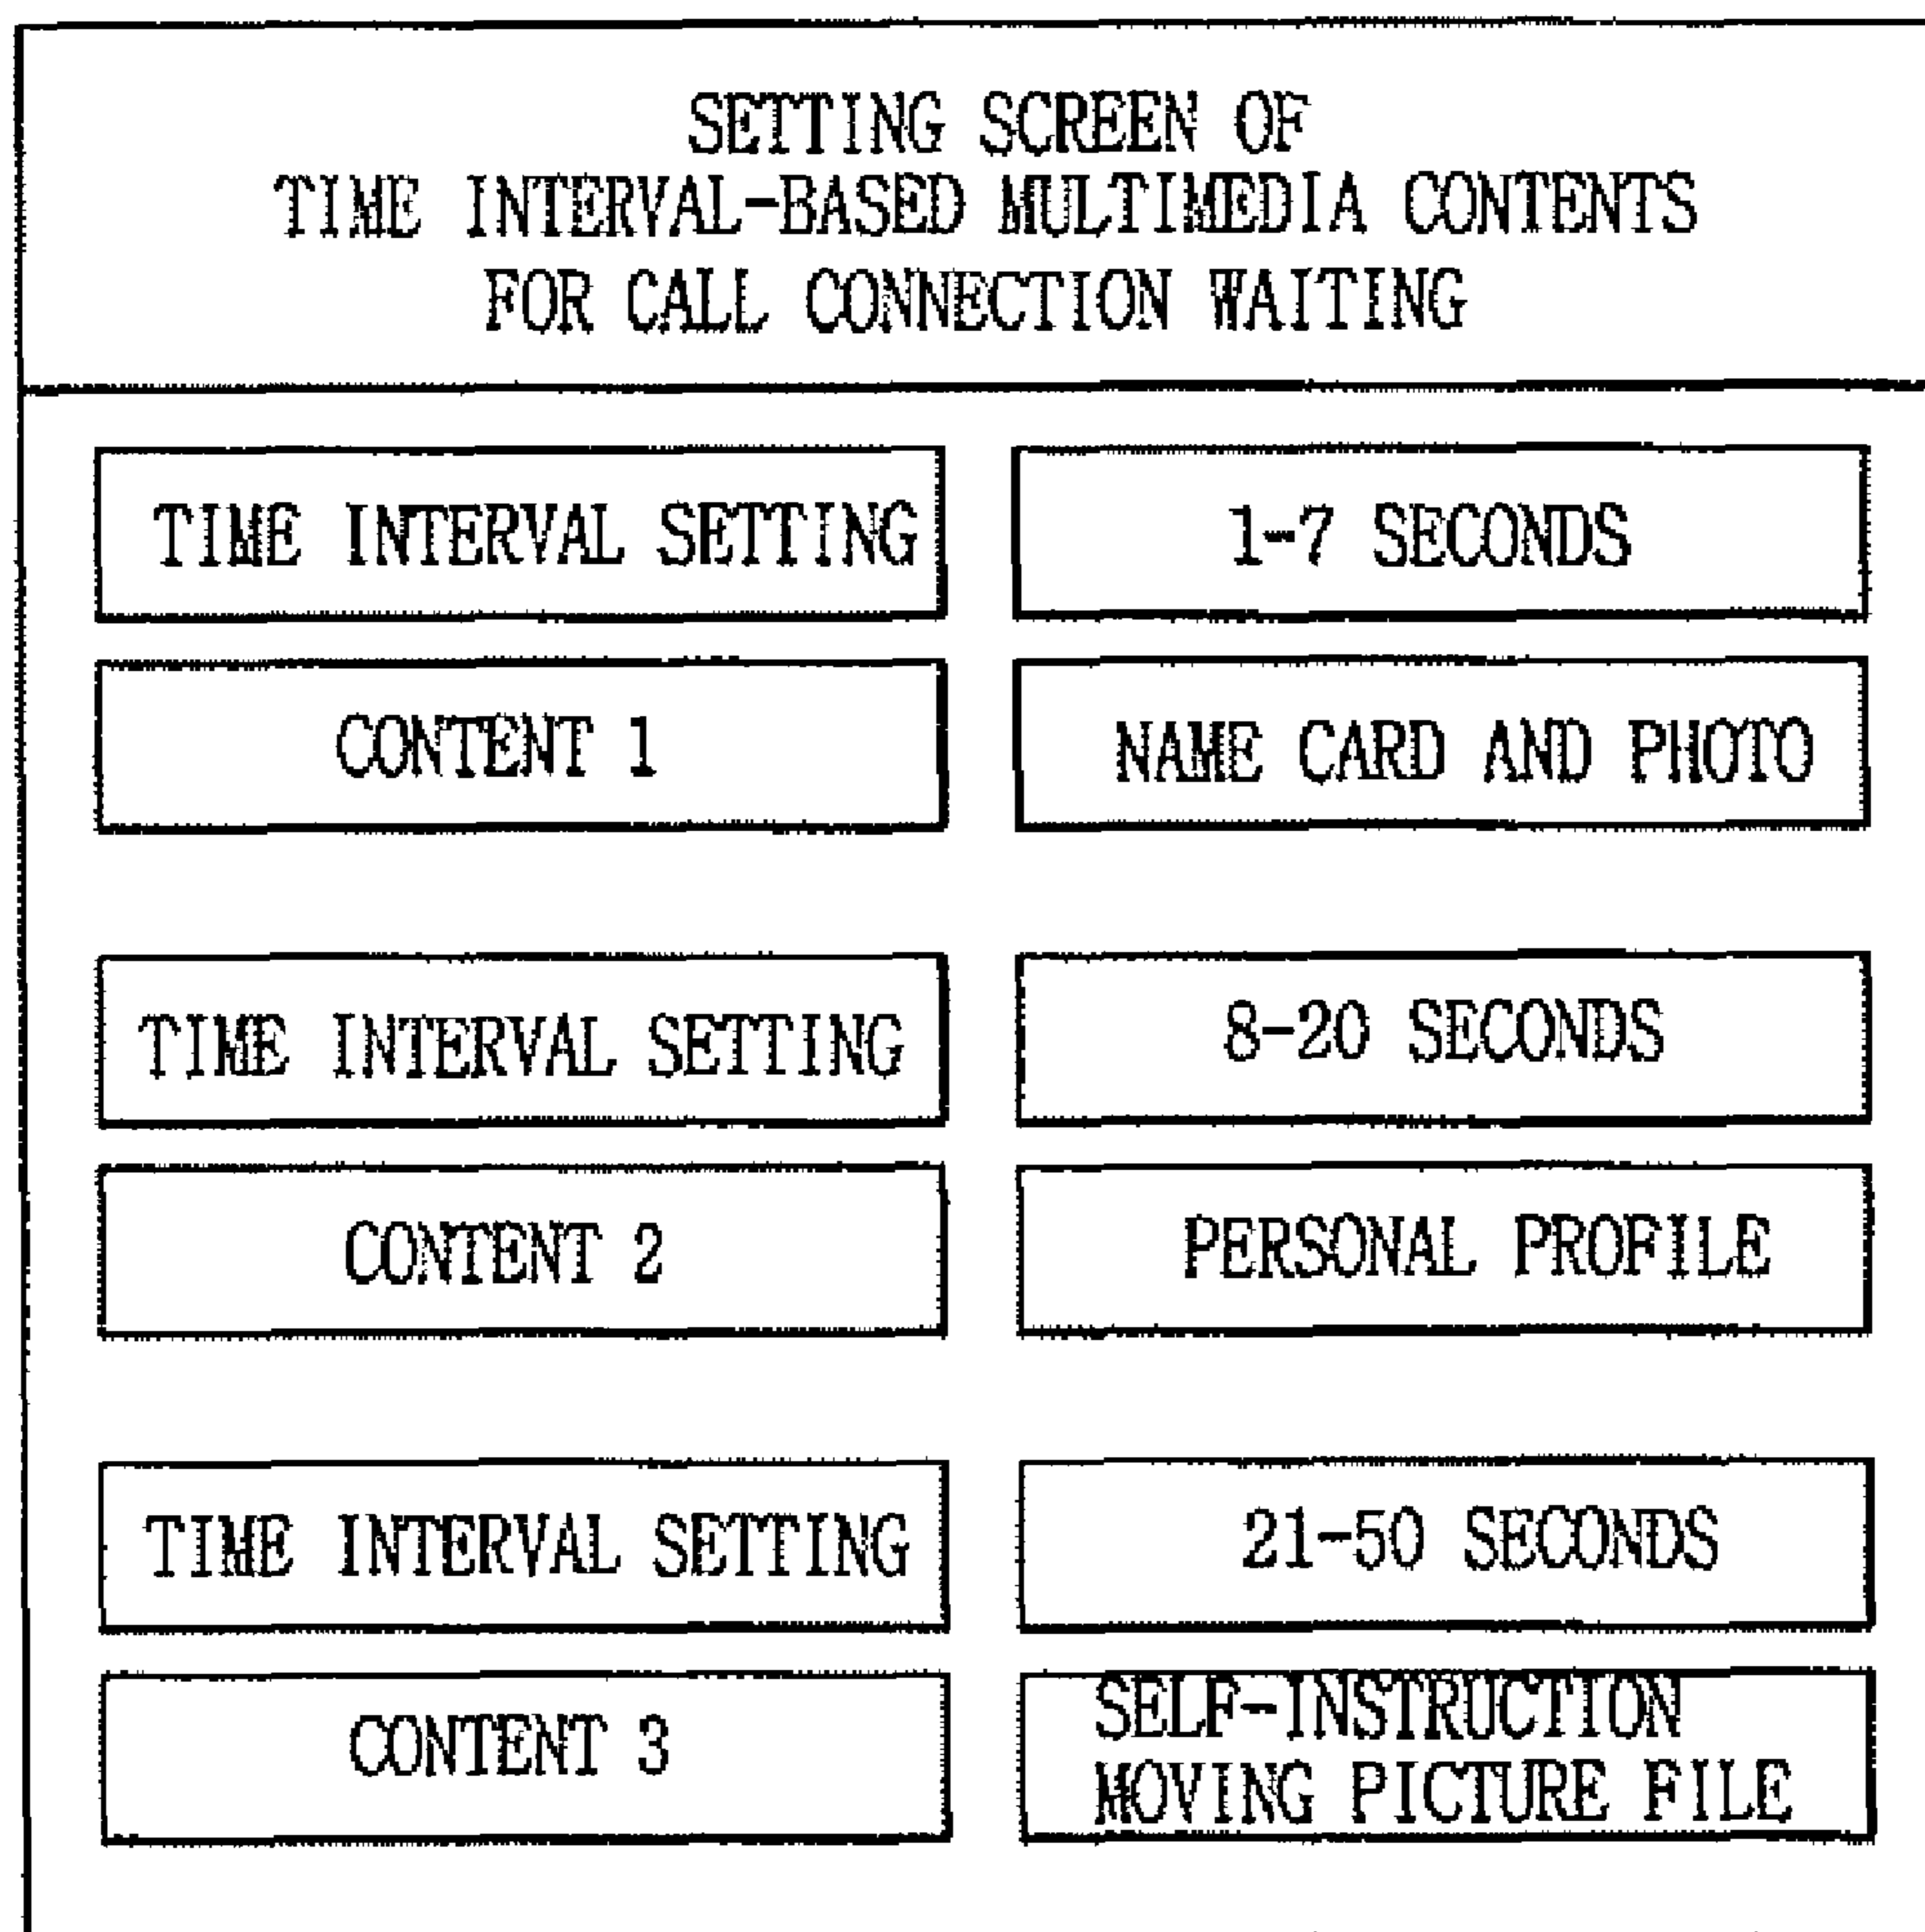 SETTING SCREEN OF
TIME INTERVAL-BASED MULTIMEDIA CONTENTS
FOR CALL CONNECTION WAITING
TIME INTERVAL SETTING 1-7 SECONDS
CONTENT 1 NAME CARD AND PHOTO
TIME INTERVAL SETTING 8-20 SECONDS
CONTENT 2 PERSONAL PROFILE
TIME INTERVAL SETTING 21-50 SECONDS
CONTENT 3 SELF-INSTRUCTION
MOVING PICTURE FILE